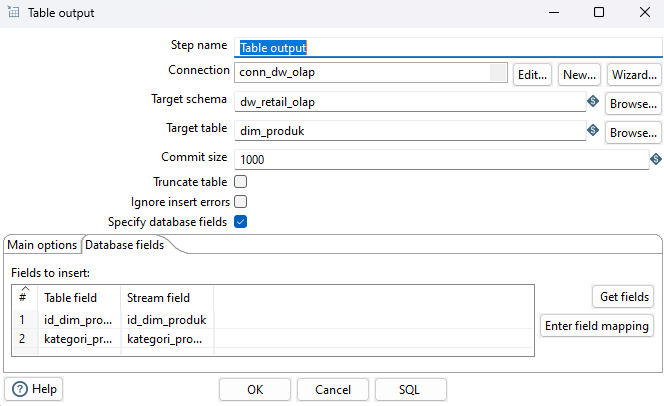 Table output
Step name Table output
Connection conn_dw_olap Edit... New... Wizard...
Target schema dw_retail_olap Browse...
Target table dim_produk Browse...
Commit size 1000
Truncate table
Ignore insert errors
Specify database fields
Main options Database fields
Fields to insert:
# Table field Stream field
Get fields
1 id_dim_pro... id_dim_produk
2 kategori_pr... kategori_pro...
Enter field mapping
Help OK Cancel SQL